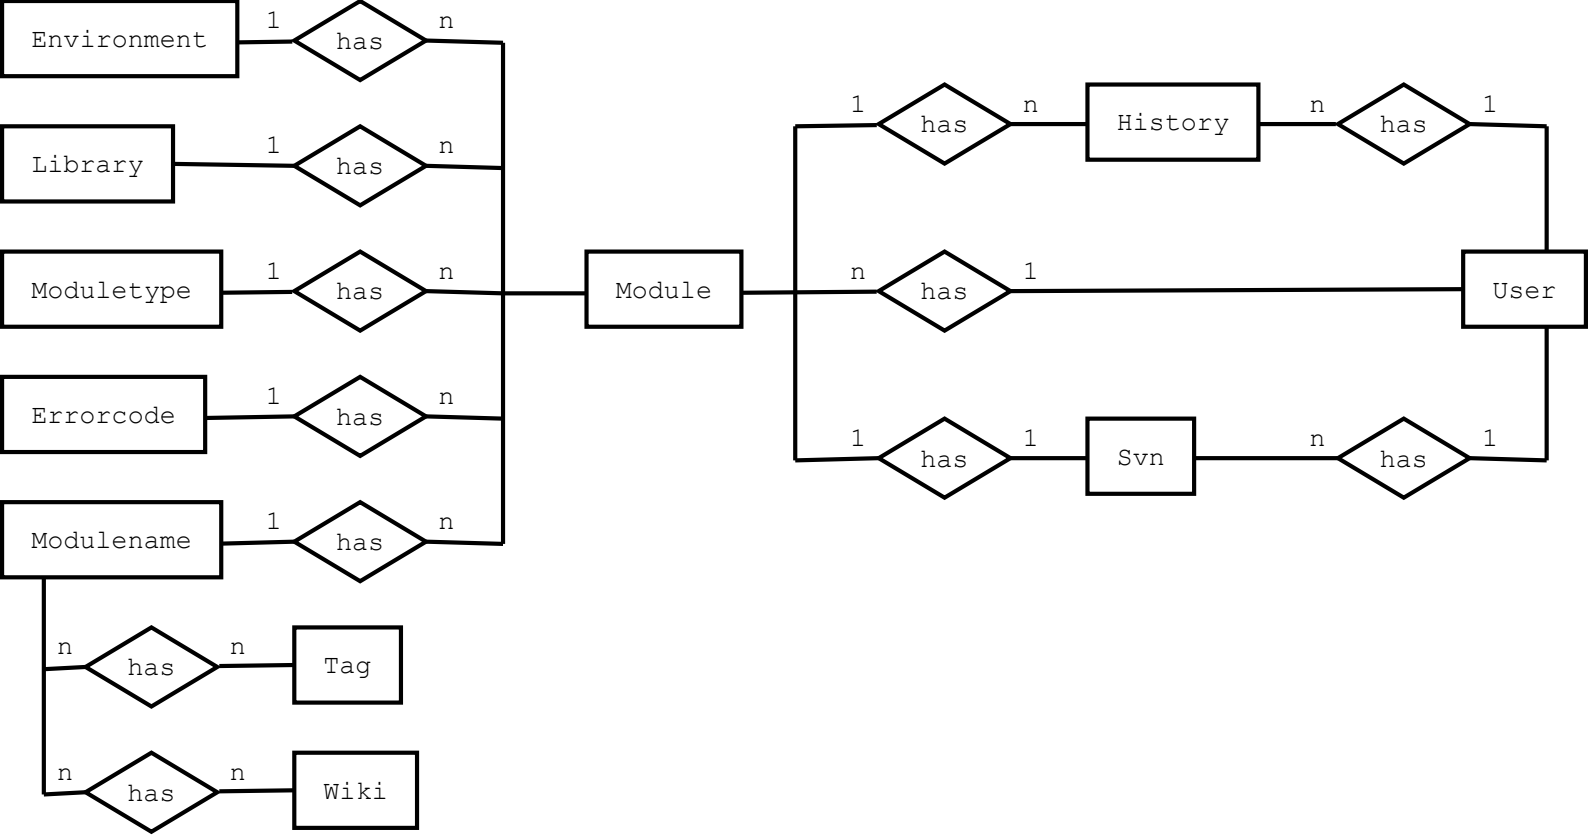 Environment 1 has n
Library 1 has n
1 has n History n has 1
Moduletype 1 has n Module n has 1 User
Errorcode 1 has n
1 has 1 Svn n has 1
Modulename 1 has n
n has n Tag
n has n Wiki